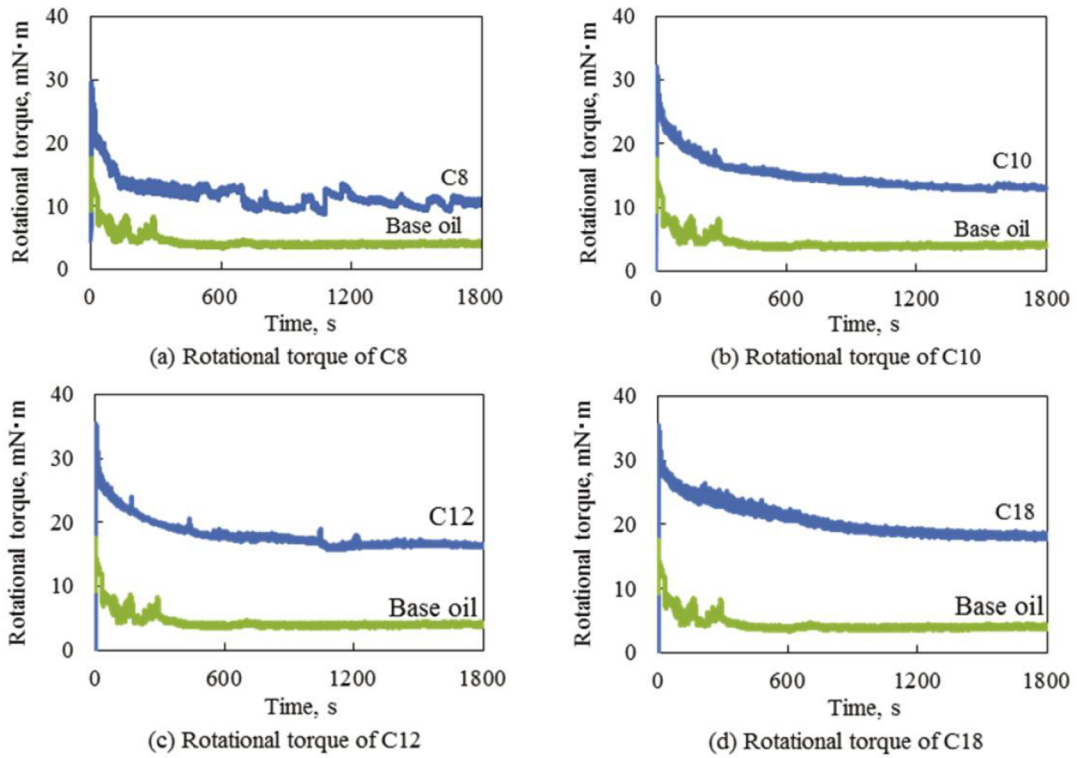 Rotational torque, mN・m
40
30
20
10
0
C8
Base oil
0 600 1200 1800
Time, s
(a) Rotational torque of C8
Rotational torque, mN・m
40
30
20
10
0
C10
Base oil
0 600 1200 1800
Time, s
(b) Rotational torque of C10
Rotational torque, mN・m
40
30
20
10
0
C12
Base oil
0 600 1200 1800
Time, s
(c) Rotational torque of C12
Rotational torque, mN・m
40
30
20
10
0
C18
Base oil
0 600 1200 1800
Time, s
(d) Rotational torque of C18